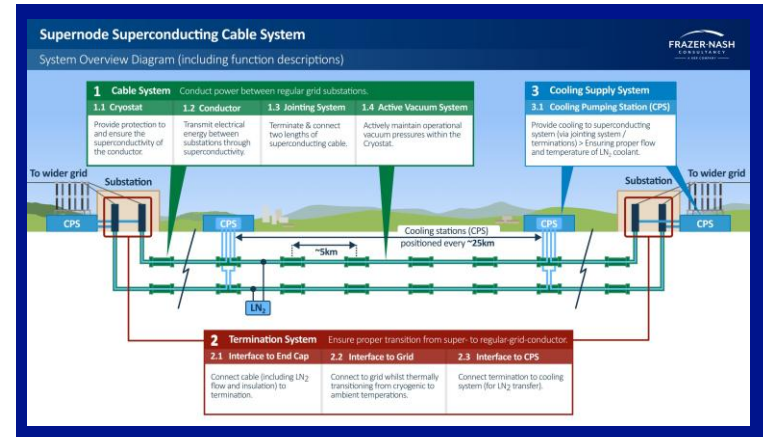 Supernode Superconducting Cable System
System Overview Diagram (including function descriptions)
FRAZER-NASH
CONSULTANCY
1 Cable System Conduct power between regular grid substations.
1.1 Cryostat
Provide protection to
and ensure the
superconductivity of
the conductor.
1.2 Conductor
Transmit electrical
energy between
substations through
superconductivity.
1.3 Jointing System
Terminate & connect
two lengths of
superconducting cable.
1.4 Active Vacuum System
Actively maintain operational
vacuum pressures within the
Cryostat.
3 Cooling Supply System
3.1 Cooling Pumping Station (CPS)
Provide cooling to superconducting
system (via jointing system /
terminations) > Ensuring proper flow
and temperature of LN₂ coolant.
To wider grid
Substation
CPS
CPS
Cooling stations (CPS)
positioned every ~25km
~5km
CPS
Substation
To wider grid
CPS
LN₂
2 Termination System Ensure proper transition from super- to regular-grid-conductor.
2.1 Interface to End Cap
Connect cable (including LN₂
flow and insulation) to
termination.
2.2 Interface to Grid
Connect to grid whilst thermally
transitioning from cryogenic to
ambient temperatures.
2.3 Interface to CPS
Connect termination to cooling
system (for LN₂ transfer).